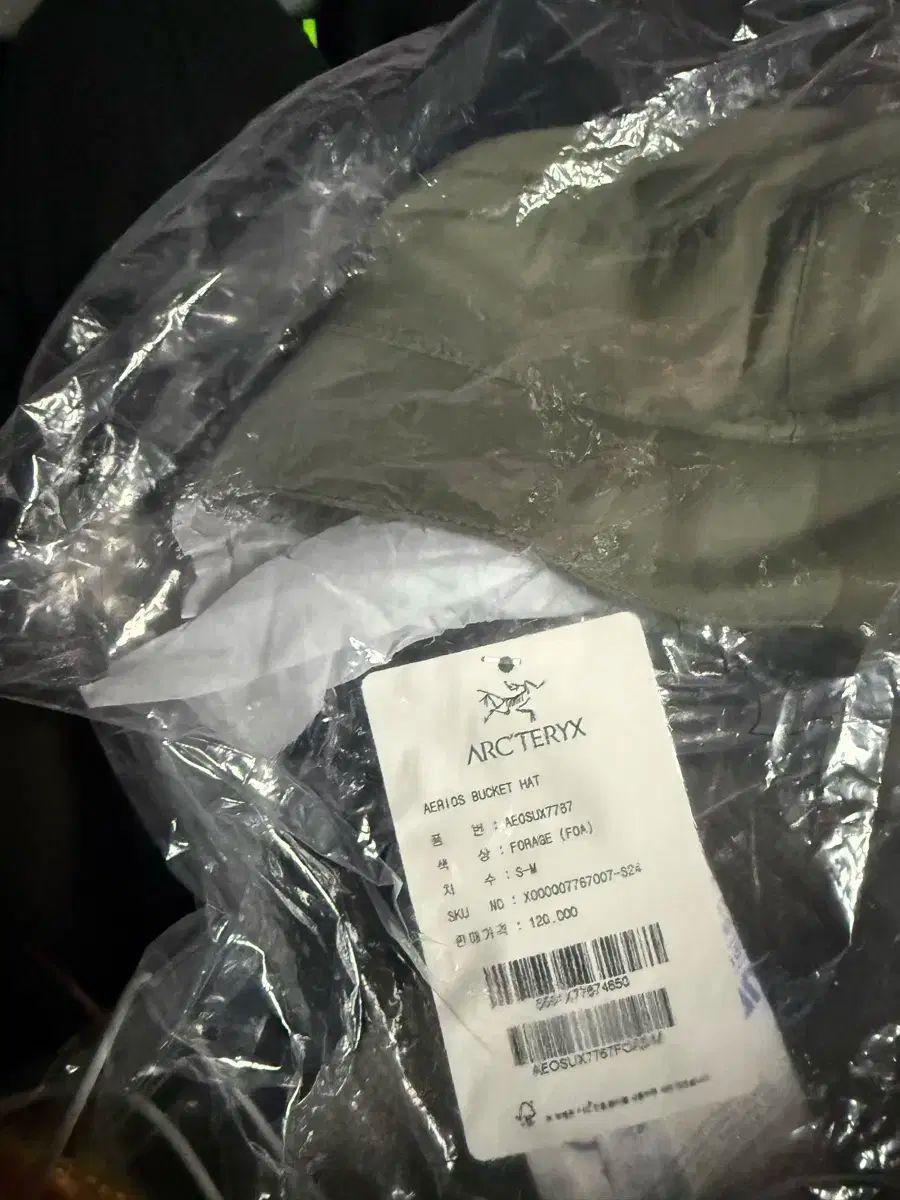 ARC'TERYX
AERIOS BUCKET HAT
품 번 : AEOSUX7767
색 상 : FORAGE (FOA)
치 수 : S-M
SKU NO : X000007767007-S24
판매가격 : 120,000
AEOSUX7767FOAS-M